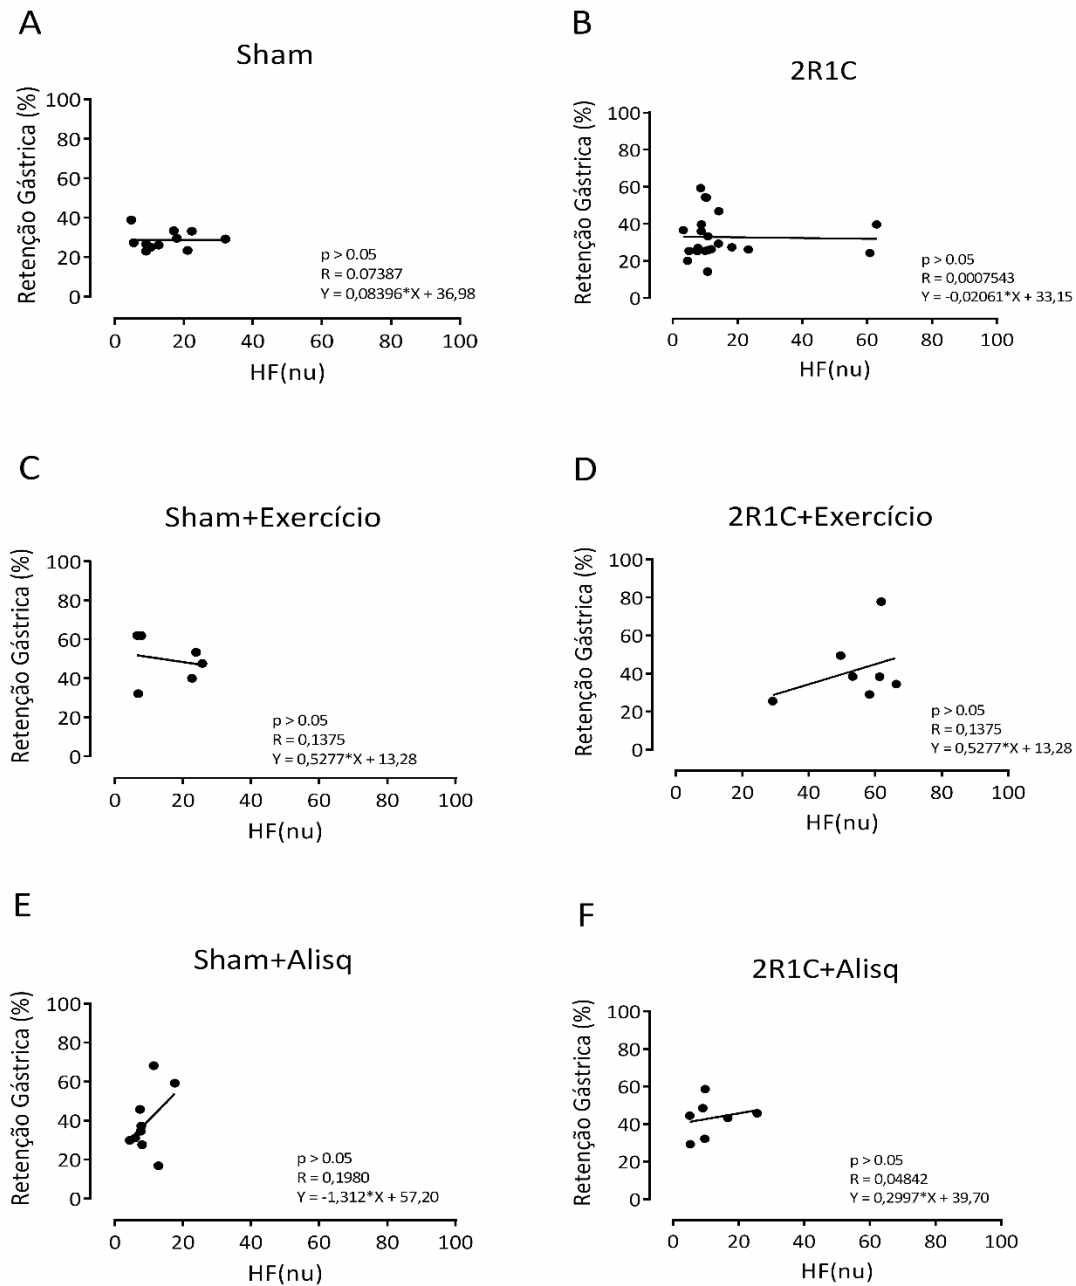 A
Sham
Retenção Gástrica (%)
100
80
60
40
20
0
p > 0.05
R = 0.07387
Y = 0,08396*X + 36,98
0 20 40 60 80 100
HF(nu)
B
2R1C
Retenção Gástrica (%)
100
80
60
40
20
0
p > 0.05
R = 0,0007543
Y = -0,02061*X + 33,15
0 20 40 60 80 100
HF(nu)
C
Sham+Exercício
Retenção Gástrica (%)
100
80
60
40
20
0
p > 0.05
R = 0,1375
Y = 0,5277*X + 13,28
0 20 40 60 80 100
HF(nu)
D
2R1C+Exercício
Retenção Gástrica (%)
100
80
60
40
20
0
p > 0.05
R = 0,1375
Y = 0,5277*X + 13,28
0 20 40 60 80 100
HF(nu)
E
Sham+Alisq
Retenção Gástrica (%)
100
80
60
40
20
0
p > 0.05
R = 0,1980
Y = -1,312*X + 57,20
0 20 40 60 80 100
HF(nu)
F
2R1C+Alisq
Retenção Gástrica (%)
100
80
60
40
20
0
p > 0.05
R = 0,04842
Y = 0,2997*X + 39,70
0 20 40 60 80 100
HF(nu)